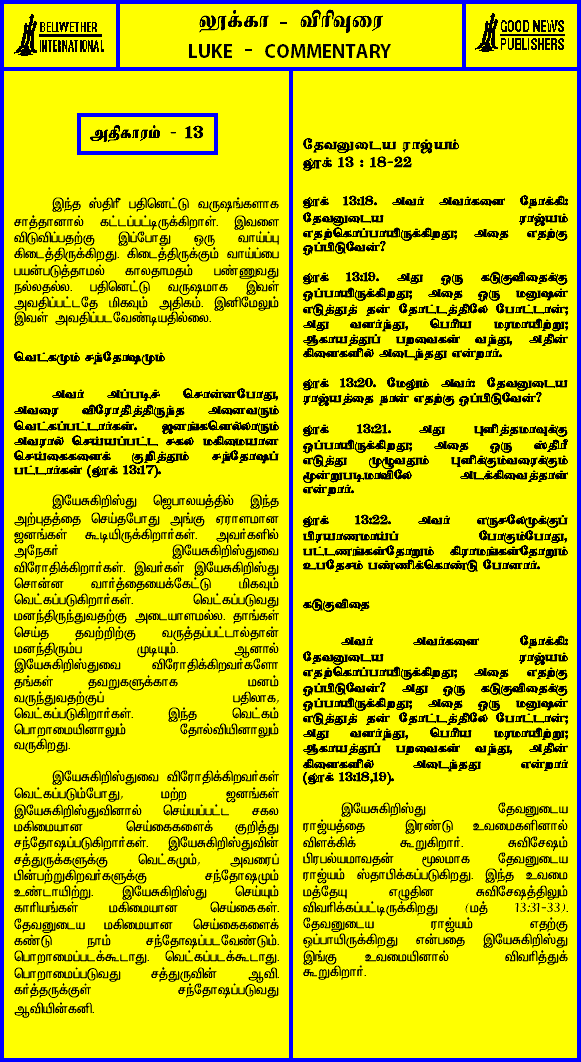 BELLWETHER
INTERNATIONAL
லூக்கா - விரிவுரை
LUKE - COMMENTARY
GOOD NEWS
PUBLISHERS
அதிகாரம் - 13
இந்த ஸ்திரீ பதினெட்டு வருஷங்களாக
சாத்தானால் கட்டப்பட்டிருக்கிறாள். இவளை
விடுவிப்பதற்கு இப்போது ஒரு வாய்ப்பு
கிடைத்திருக்கிறது. கிடைத்திருக்கும் வாய்ப்பை
பயன்படுத்தாமல் காலதாமதம் பண்ணுவது
நல்லதல்ல. பதினெட்டு வருஷமாக இவள்
அவதிப்பட்டதே மிகவும் அதிகம். இனிமேலும்
இவள் அவதிப்படவேண்டியதில்லை.
வெட்கமும் சந்தோஷமும்
அவர் அப்படிச் சொன்னபோது,
அவரை விரோதித்திருந்த அனைவரும்
வெட்கப்பட்டார்கள். ஜனங்களெல்லாரும்
அவரால் செய்யப்பட்ட சகல மகிமையான
செய்கைகளைக் குறித்தும் சந்தோஷப்
பட்டார்கள் (லூக் 13:17).
இயேசுகிறிஸ்து ஜெபாலயத்தில் இந்த
அற்புதத்தை செய்தபோது அங்கு ஏராளமான
ஜனங்கள் கூடியிருக்கிறார்கள். அவர்களில்
அநேகர் இயேசுகிறிஸ்துவை
விரோதிக்கிறார்கள். இவர்கள் இயேசுகிறிஸ்து
சொன்ன வார்த்தையைக்கேட்டு மிகவும்
வெட்கப்படுகிறார்கள். வெட்கப்படுவது
மனந்திருந்துவதற்கு அடையாளமல்ல. தாங்கள்
செய்த தவற்றிற்கு வருத்தப்பட்டால்தான்
மனந்திரும்ப முடியும். ஆனால்
இயேசுகிறிஸ்துவை விரோதிக்கிறவர்களோ
தங்கள் தவறுகளுக்காக மனம்
வருந்துவதற்குப் பதிலாக,
வெட்கப்படுகிறார்கள். இந்த வெட்கம்
பொறாமையினாலும் தோல்வியினாலும்
வருகிறது.
இயேசுகிறிஸ்துவை விரோதிக்கிறவர்கள்
வெட்கப்படும்போது, மற்ற ஜனங்கள்
இயேசுகிறிஸ்துவினால் செய்யப்பட்ட சகல
மகிமையான செய்கைகளைக் குறித்து
சந்தோஷப்படுகிறார்கள். இயேசுகிறிஸ்துவின்
சத்துருக்களுக்கு வெட்கமும், அவரைப்
பின்பற்றுகிறவர்களுக்கு சந்தோஷமும்
உண்டாயிற்று. இயேசுகிறிஸ்து செய்யும்
காரியங்கள் மகிமையான செய்கைகள்.
தேவனுடைய மகிமையான செய்கைகளைக்
கண்டு நாம் சந்தோஷப்படவேண்டும்.
பொறாமைப்படக்கூடாது. வெட்கப்படக்கூடாது.
பொறாமைப்படுவது சத்துருவின் ஆவி.
கர்த்தருக்குள் சந்தோஷப்படுவது
ஆவியின்கனி.
தேவனுடைய ராஜ்யம்
லூக் 13 : 18-22
லூக் 13:18. அவர் அவர்களை நோக்கி:
தேவனுடைய ராஜ்யம்
எதற்கொப்பாயிருக்கிறது; அதை எதற்கு
ஒப்பிடுவேன்?
லூக் 13:19. அது ஒரு கடுகுவிதைக்கு
ஒப்பாயிருக்கிறது; அதை ஒரு மனுஷன்
எடுத்துத் தன் தோட்டத்திலே போட்டான்;
அது வளர்ந்து, பெரிய மரமாயிற்று;
ஆகாயத்துப் பறவைகள் வந்து, அதின்
கிளைகளில் அடைந்தது என்றார்.
லூக் 13:20. மேலும் அவர்: தேவனுடைய
ராஜ்யத்தை நான் எதற்கு ஒப்பிடுவேன்?
லூக் 13:21. அது புளித்தமாவுக்கு
ஒப்பாயிருக்கிறது; அதை ஒரு ஸ்திரீ
எடுத்து முழுவதும் புளிக்கும்வரைக்கும்
மூன்றுபடிமாவிலே அடக்கிவைத்தாள்
என்றார்.
லூக் 13:22. அவர் எருசலேமுக்குப்
பிரயாணமாய்ப் போகும்போது,
பட்டணங்கள்தோறும் கிராமங்கள்தோறும்
உபதேசம் பண்ணிக்கொண்டு போனார்.
கடுகுவிதை
அவர் அவர்களை நோக்கி:
தேவனுடைய ராஜ்யம்
எதற்கொப்பாயிருக்கிறது; அதை எதற்கு
ஒப்பிடுவேன்? அது ஒரு கடுகுவிதைக்கு
ஒப்பாயிருக்கிறது; அதை ஒரு மனுஷன்
எடுத்துத் தன் தோட்டத்திலே போட்டான்;
அது வளர்ந்து, பெரிய மரமாயிற்று;
ஆகாயத்துப் பறவைகள் வந்து, அதின்
கிளைகளில் அடைந்தது என்றார்
(லூக் 13:18,19).
இயேசுகிறிஸ்து தேவனுடைய
ராஜ்யத்தை இரண்டு உவமைகளினால்
விளக்கிக் கூறுகிறார். சுவிசேஷம்
பிரபல்யமாவதன் மூலமாக தேவனுடைய
ராஜ்யம் ஸ்தாபிக்கப்படுகிறது. இந்த உவமை
மத்தேயு எழுதின சுவிசேஷத்திலும்
விவரிக்கப்பட்டிருக்கிறது (மத் 13:31-33).
தேவனுடைய ராஜ்யம் எதற்கு
ஒப்பாயிருக்கிறது என்பதை இயேசுகிறிஸ்து
இங்கு உவமையினால் விவரித்துக்
கூறுகிறார்.